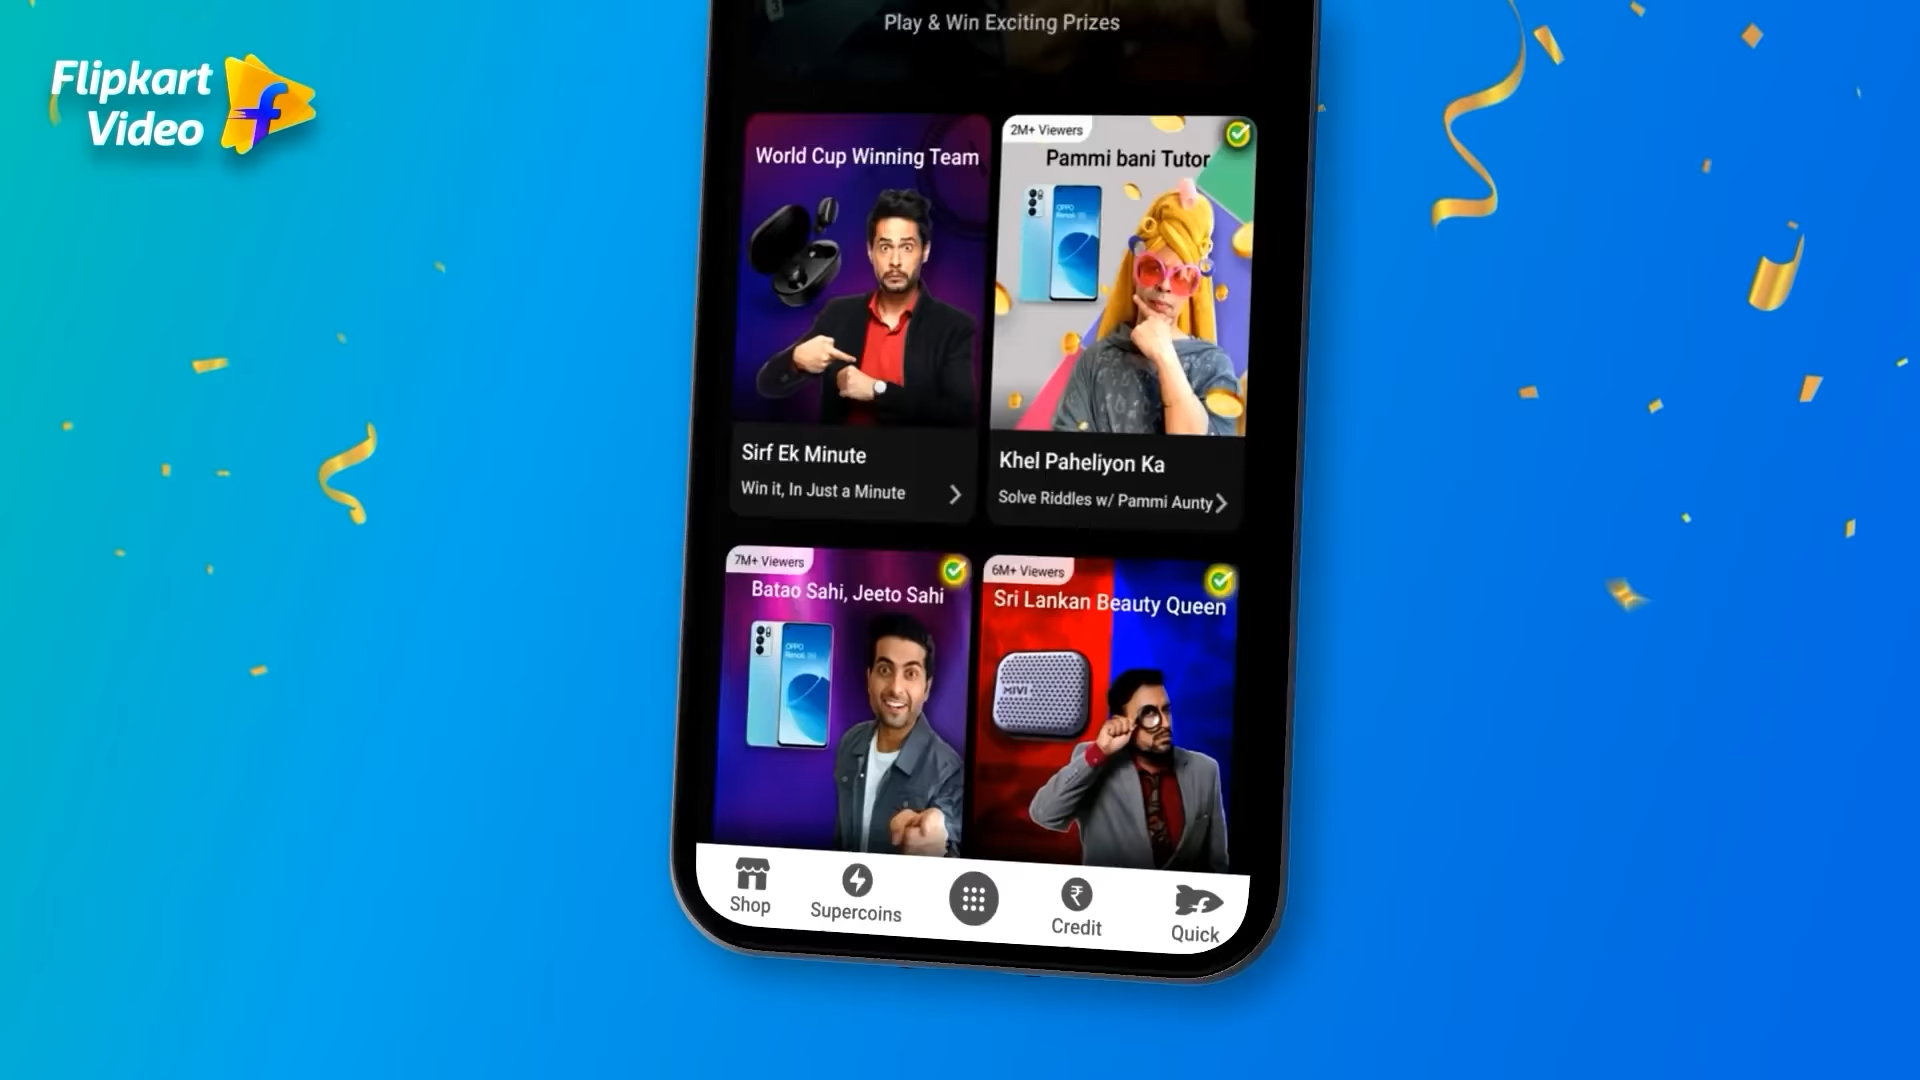 Flipkart
Video
Play & Win Exciting Prizes
World Cup Winning Team
Sirf Ek Minute
Win it, In Just a Minute
2M+ Viewers
Pammi bani Tutor
OPPO
Khel Paheliyon Ka
Solve Riddles w/ Pammi Aunty
7M+ Viewers
Batao Sahi, Jeeto Sahi
OPPO
6M+ Viewers
Sri Lankan Beauty Queen
MIVI
Shop
Supercoins
Credit
Quick